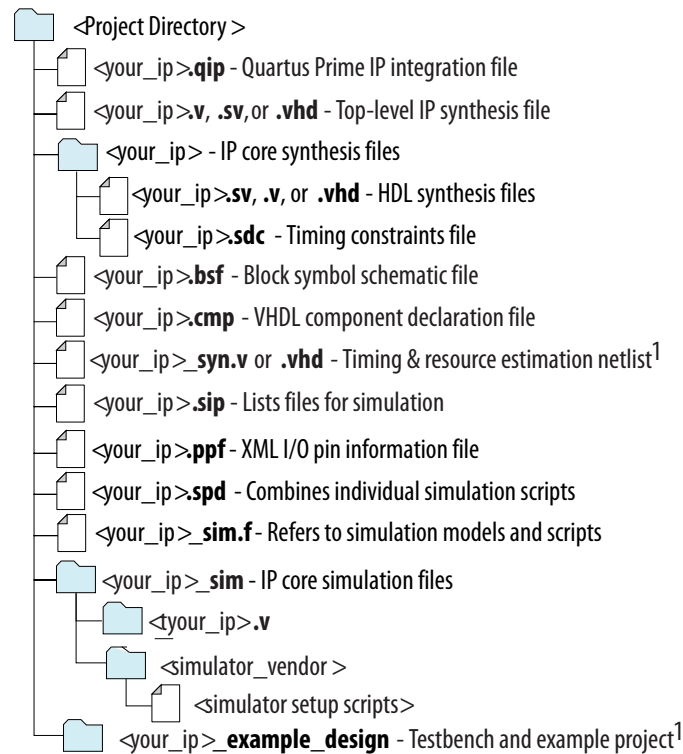 <Project Directory >
<your_ip>.qip - Quartus Prime IP integration file
<your_ip>.v, .sv, or .vhd - Top-level IP synthesis file
<your_ip> - IP core synthesis files
<your_ip>.sv, .v, or .vhd - HDL synthesis files
<your_ip>.sdc - Timing constraints file
<your_ip>.bsf - Block symbol schematic file
<your_ip>.cmp - VHDL component declaration file
<your_ip>_syn.v or .vhd - Timing & resource estimation netlist1
<your_ip>.sip - Lists files for simulation
<your_ip>.ppf - XML I/O pin information file
<your_ip>.spd - Combines individual simulation scripts
<your_ip>_sim.f - Refers to simulation models and scripts
<your_ip>_sim - IP core simulation files
<tyour_ip>.v
<simulator_vendor >
<simulator setup scripts>
<your_ip>_example_design - Testbench and example project1